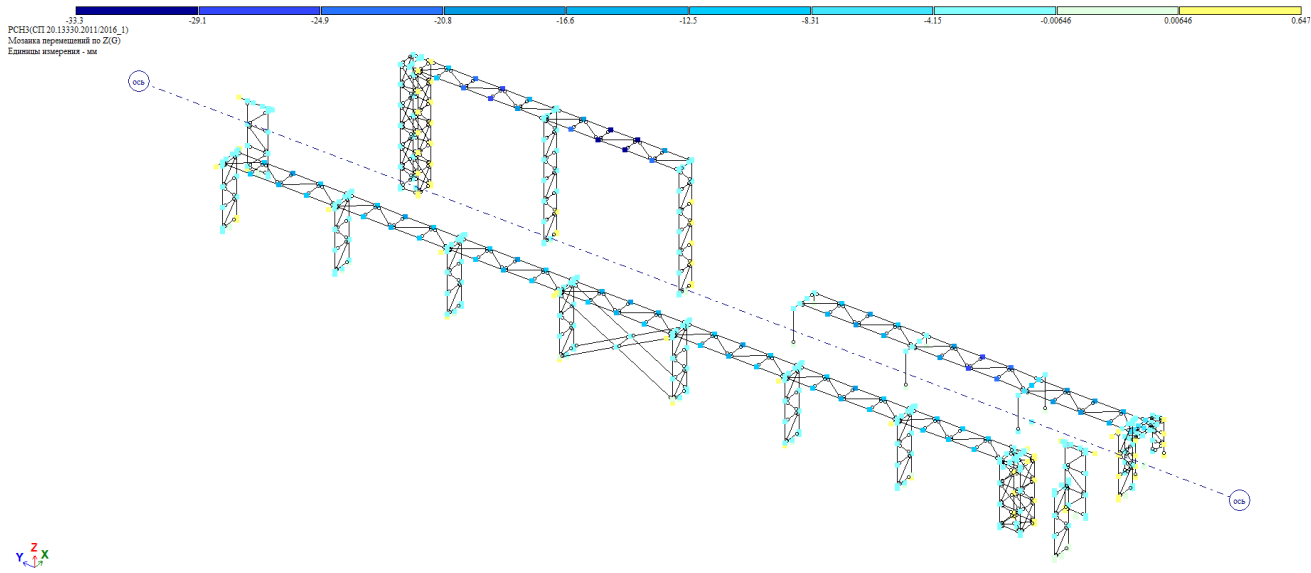 -33.3 -29.1 -24.9 -20.8 -16.6 -12.5 -8.31 -4.15 -0.00646 0.00646 0.647
РСН3(СП 20.13330.2011/2016_1)
Мозаика перемещений по Z(G)
Единицы измерения - мм
ось
ось
Z
Y X